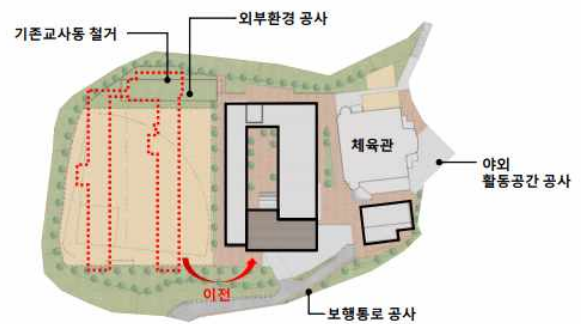 외부환경 공사
기존교사동 철거
체육관
야외
활동공간 공사
이전
보행통로 공사